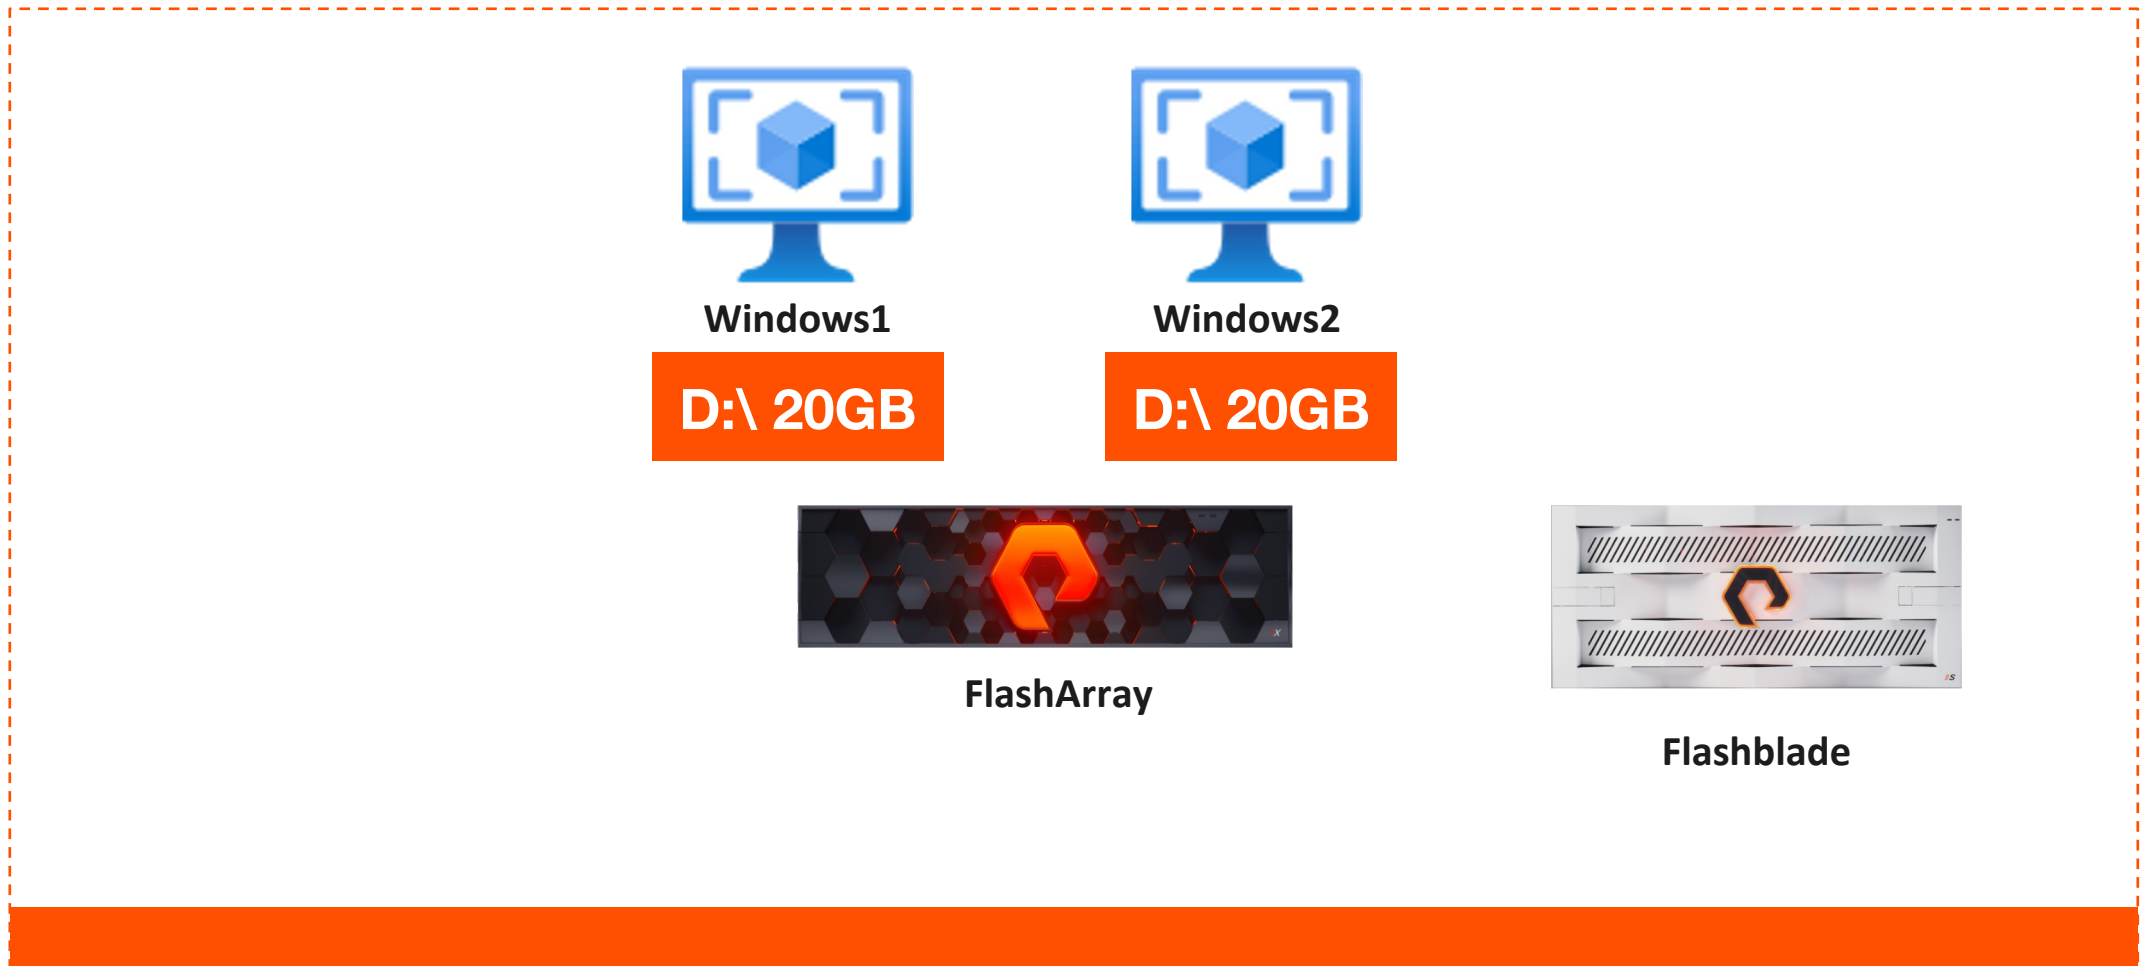 Windows1
Windows2
D:\ 20GB
D:\ 20GB
//X
//S
FlashArray
Flashblade